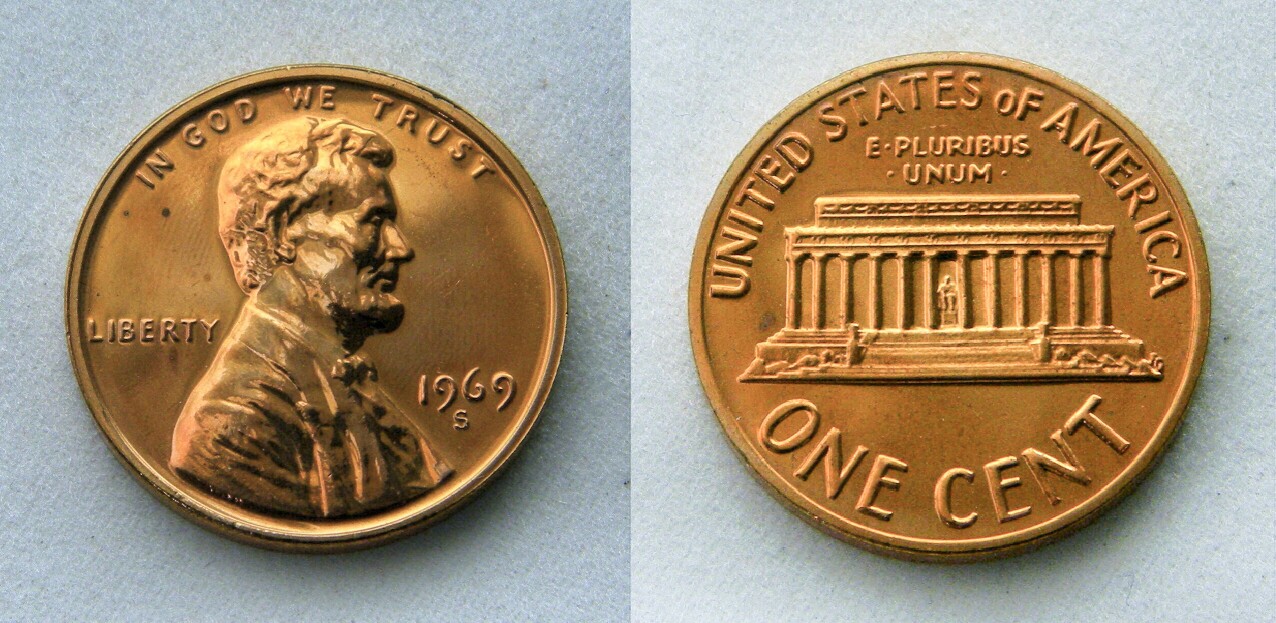 IN GOD WE TRUST
LIBERTY
1969
S
UNITED STATES OF AMERICA
E·PLURIBUS
·UNUM·
ONE CENT